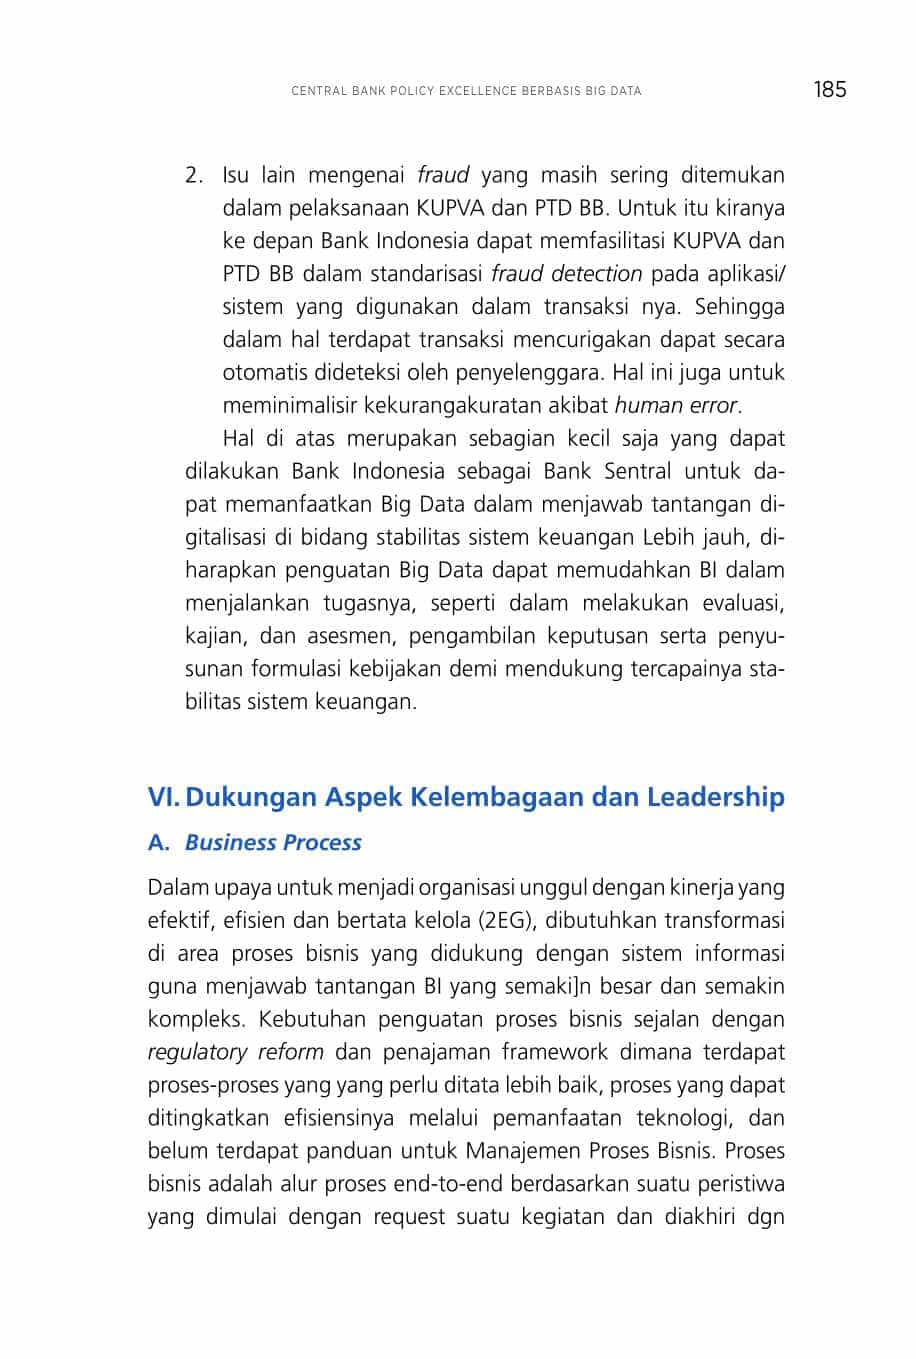 CENTRAL BANK POLICY EXCELLENCE BERBASIS BIG DATA 185
2. Isu lain mengenai fraud yang masih sering ditemukan
dalam pelaksanaan KUPVA dan PTD BB. Untuk itu kiranya
ke depan Bank Indonesia dapat memfasilitasi KUPVA dan
PTD BB dalam standarisasi fraud detection pada aplikasi/
sistem yang digunakan dalam transaksi nya. Sehingga
dalam hal terdapat transaksi mencurigakan dapat secara
otomatis dideteksi oleh penyelenggara. Hal ini juga untuk
meminimalisir kekurangakuratan akibat human error.
Hal di atas merupakan sebagian kecil saja yang dapat
dilakukan Bank Indonesia sebagai Bank Sentral untuk da-
pat memanfaatkan Big Data dalam menjawab tantangan di-
gitalisasi di bidang stabilitas sistem keuangan Lebih jauh, di-
harapkan penguatan Big Data dapat memudahkan BI dalam
menjalankan tugasnya, seperti dalam melakukan evaluasi,
kajian, dan asesmen, pengambilan keputusan serta penyu-
sunan formulasi kebijakan demi mendukung tercapainya sta-
bilitas sistem keuangan.
VI. Dukungan Aspek Kelembagaan dan Leadership
A. Business Process
Dalam upaya untuk menjadi organisasi unggul dengan kinerja yang
efektif, efisien dan bertata kelola (2EG), dibutuhkan transformasi
di area proses bisnis yang didukung dengan sistem informasi
guna menjawab tantangan BI yang semaki]n besar dan semakin
kompleks. Kebutuhan penguatan proses bisnis sejalan dengan
regulatory reform dan penajaman framework dimana terdapat
proses-proses yang yang perlu ditata lebih baik, proses yang dapat
ditingkatkan efisiensinya melalui pemanfaatan teknologi, dan
belum terdapat panduan untuk Manajemen Proses Bisnis. Proses
bisnis adalah alur proses end-to-end berdasarkan suatu peristiwa
yang dimulai dengan request suatu kegiatan dan diakhiri dgn